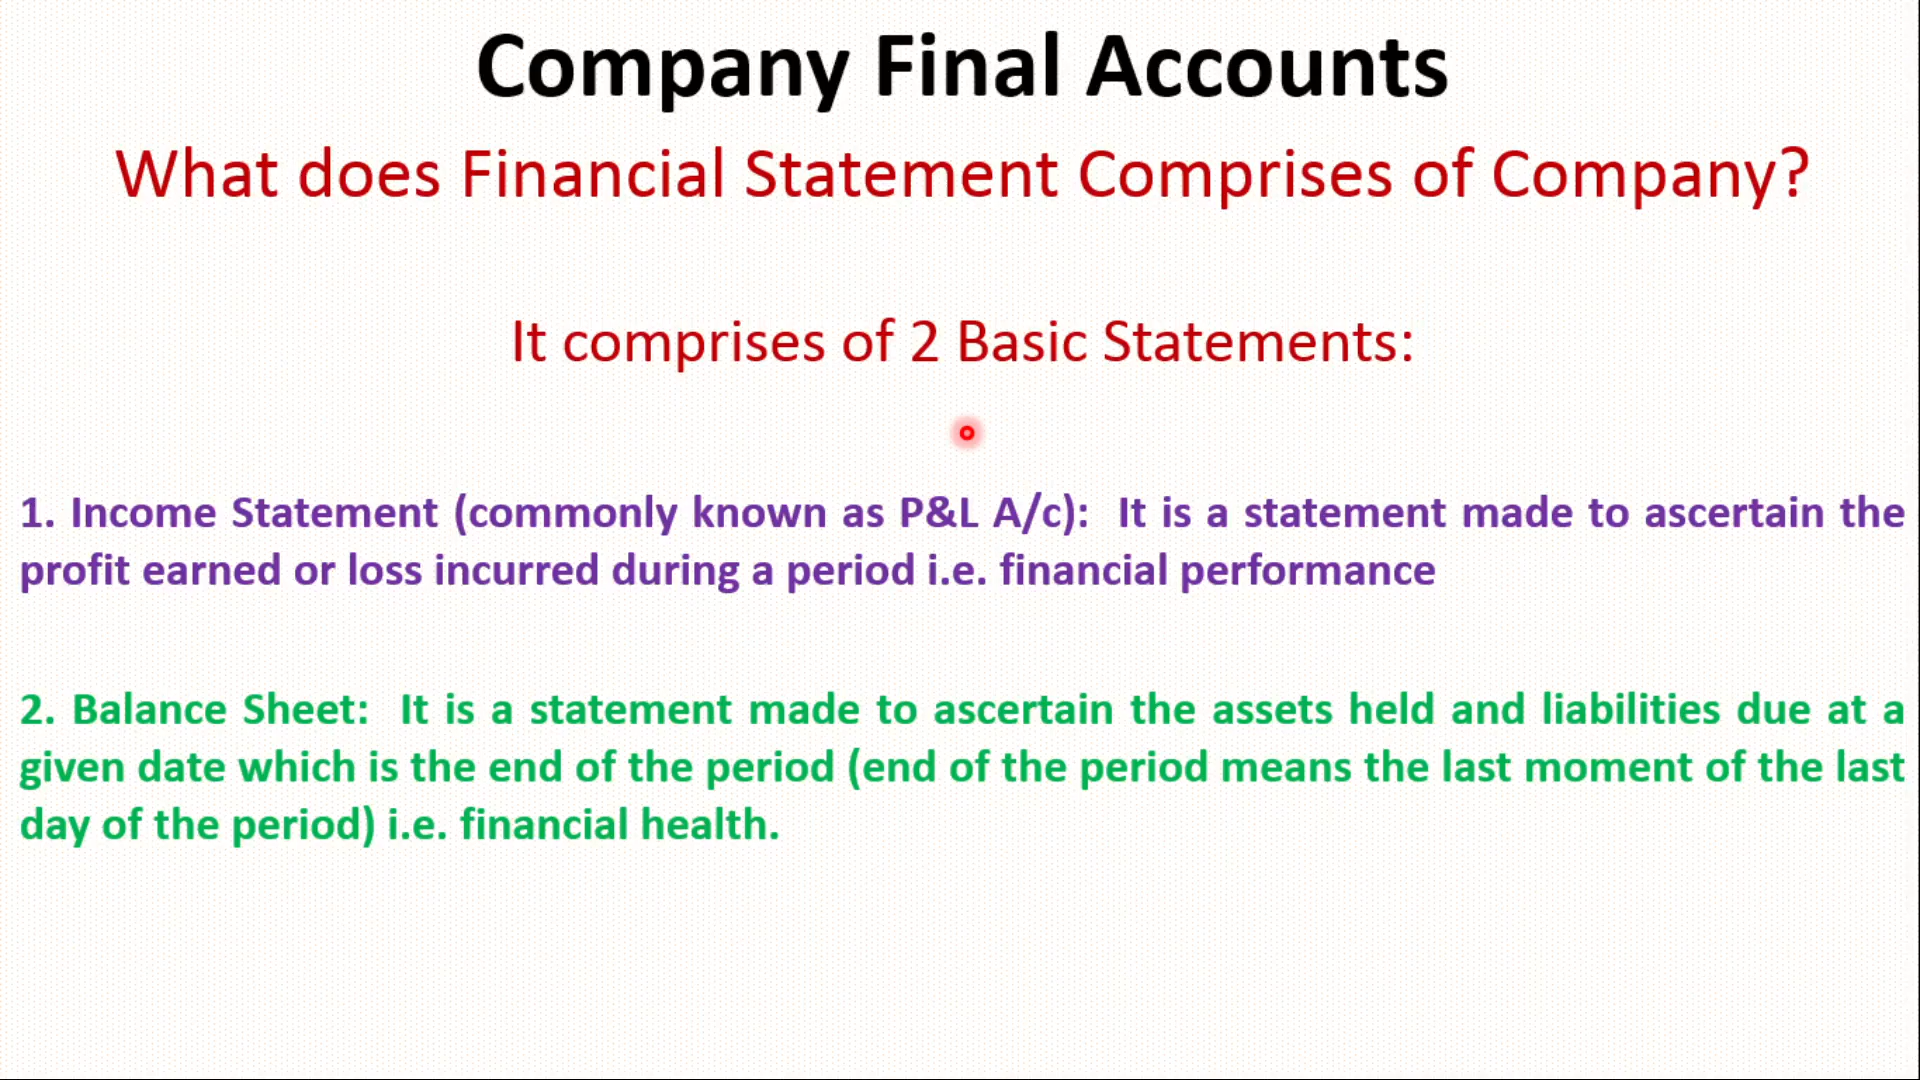 Company Final Accounts
What does Financial Statement Comprises of Company?
It comprises of 2 Basic Statements:
1. Income Statement (commonly known as P&L A/c): It is a statement made to ascertain the
profit earned or loss incurred during a period i.e. financial performance
2. Balance Sheet: It is a statement made to ascertain the assets held and liabilities due at a
given date which is the end of the period (end of the period means the last moment of the last
day of the period) i.e. financial health.